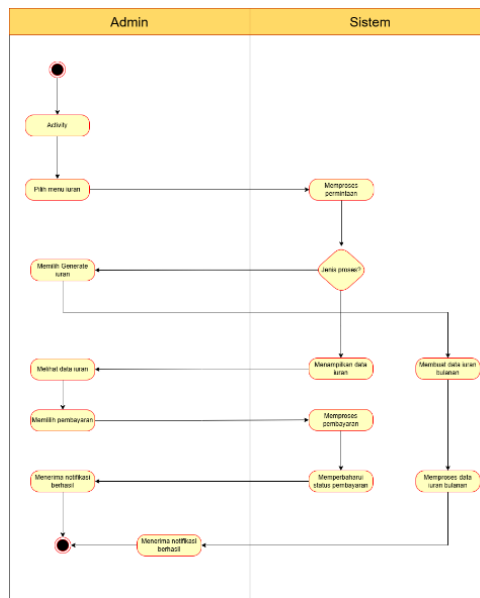 Admin
Sistem
Activity
Pilih menu iuran
Memproses
permintaan
Memilih Generate
iuran
Jenis proses?
Melihat data iuran
Menampilkan data
iuran
Membuat data iuran
bulanan
Memilih pembayaran
Memproses
pembayaran
Menerima notifikasi
berhasil
Memperbaharui
status pembayaran
Memproses data
iuran bulanan
Menerima notifikasi
berhasil